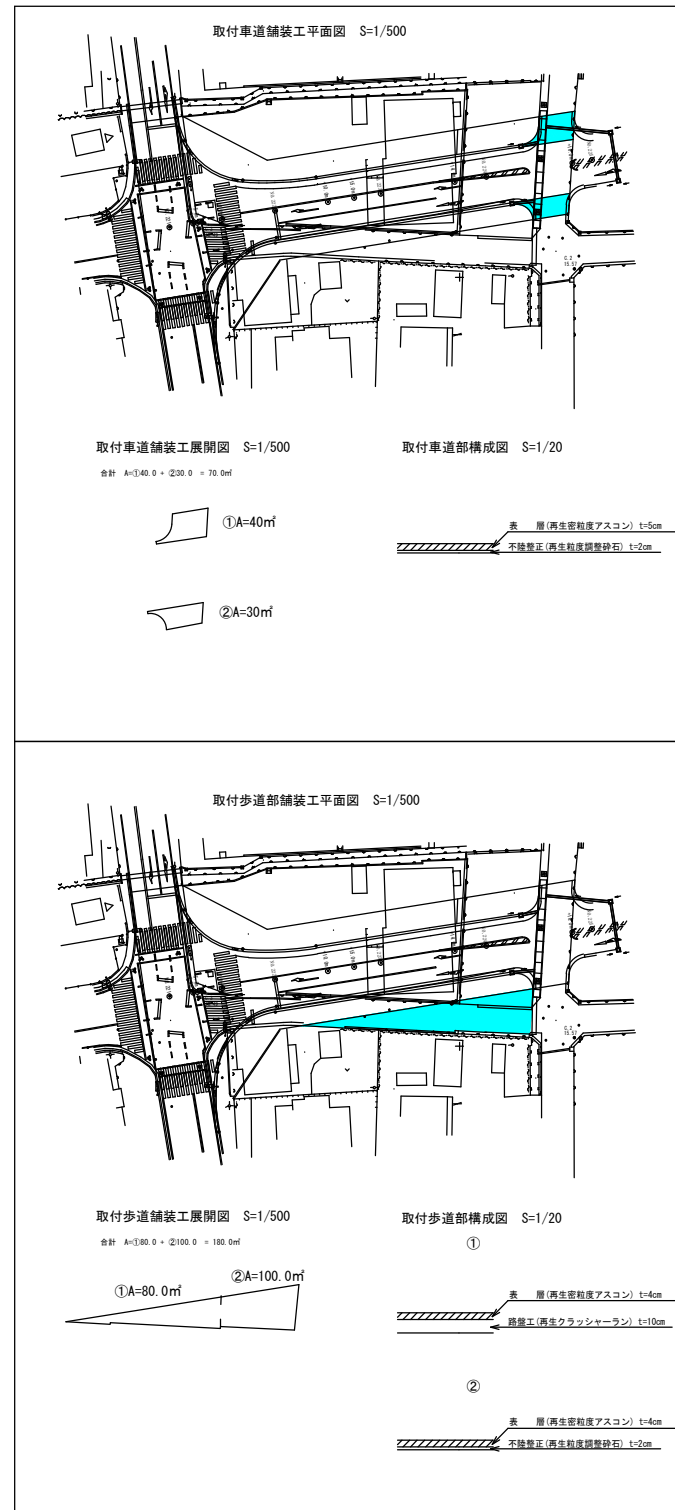 取付車道舗装工平面図 S=1/500
C.2
15.57
取付車道舗装工展開図 S=1/500
取付車道部構成図 S=1/20
合計 A=①40.0 + ②30.0 = 70.0㎡
①A=40㎡
表 層(再生密粒度アスコン) t=5cm
不陸整正(再生粒度調整砕石) t=2cm
②A=30㎡
取付歩道部舗装工平面図 S=1/500
C.2
15.57
取付歩道舗装工展開図 S=1/500
取付歩道部構成図 S=1/20
合計 A=①80.0 + ②100.0 = 180.0㎡
①
②A=100.0㎡
①A=80.0㎡
表 層(再生密粒度アスコン) t=4cm
路盤工(再生クラッシャーラン) t=10cm
②
表 層(再生密粒度アスコン) t=4cm
不陸整正(再生粒度調整砕石) t=2cm